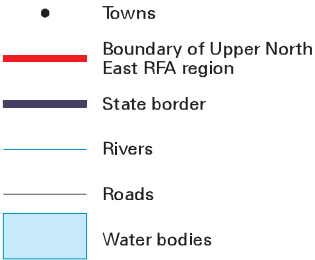 Towns
Boundary of Upper North
East RFA region
State border
Rivers
Roads
Water bodies